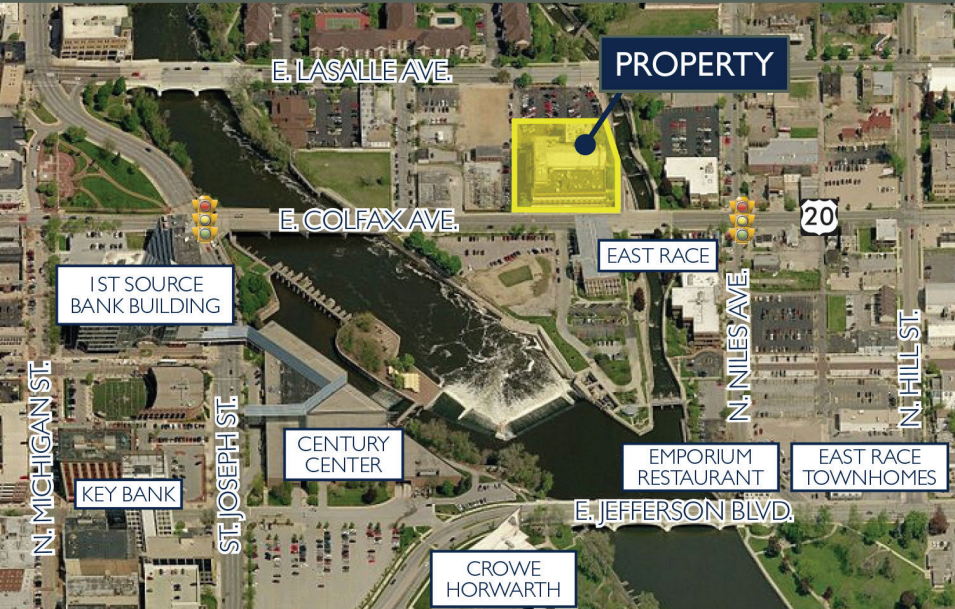 E. LASALLE AVE.
PROPERTY
E. COLFAX AVE.
20
EAST RACE
1ST SOURCE
BANK BUILDING
N. NILES AVE.
N. HILL ST.
N. MICHIGAN ST.
ST. JOSEPH ST.
CENTURY
CENTER
KEY BANK
EMPORIUM
RESTAURANT
EAST RACE
TOWNHOMES
E. JEFFERSON BLVD.
CROWE
HORWARTH